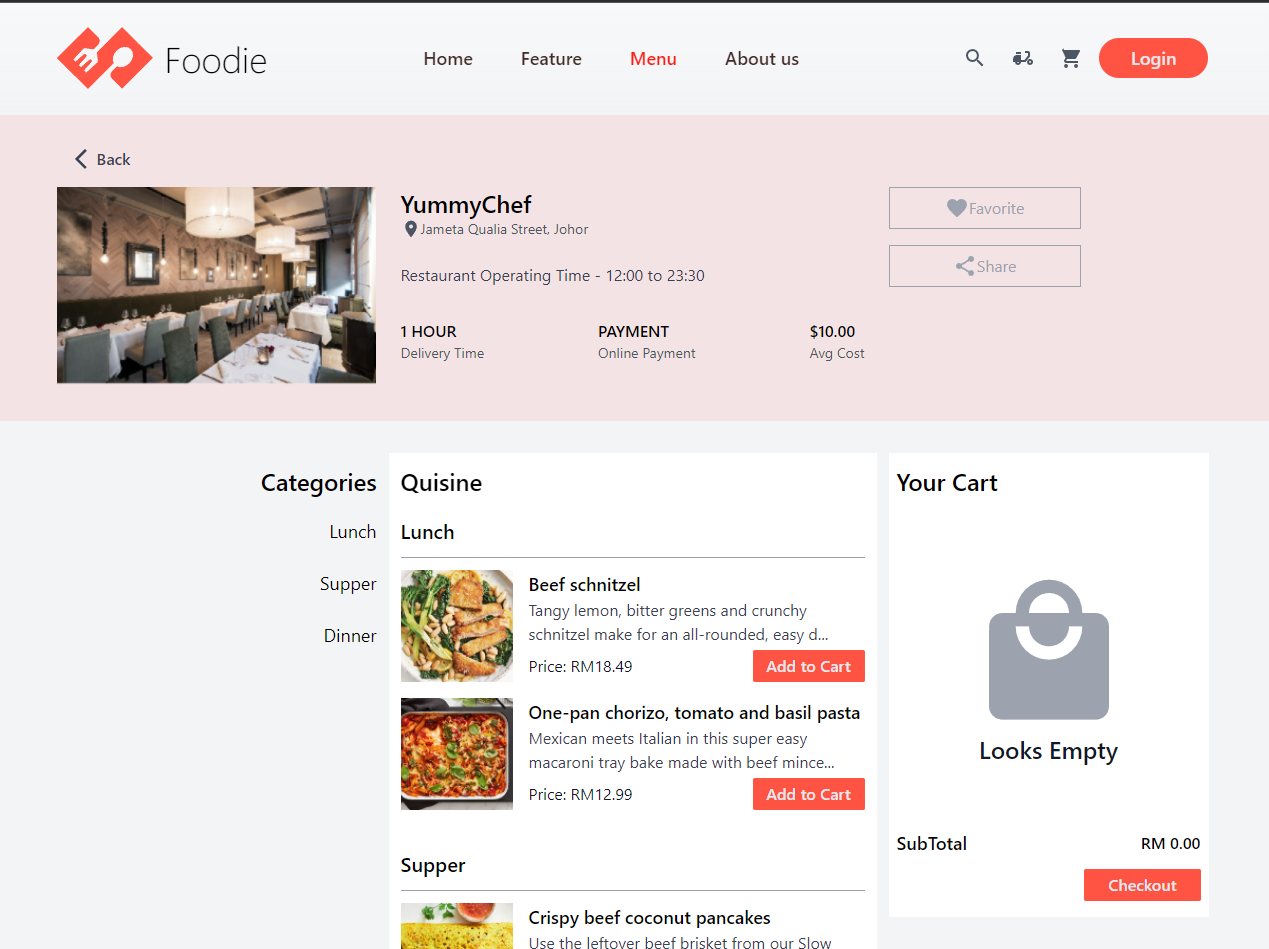 Foodie
Home
Feature
Menu
About us
Login
Back
YummyChef
Jameta Qualia Street, Johor
Restaurant Operating Time - 12:00 to 23:30
1 HOUR
Delivery Time
PAYMENT
Online Payment
$10.00
Avg Cost
Favorite
Share
Categories
Lunch
Supper
Dinner
Quisine
Lunch
Beef schnitzel
Tangy lemon, bitter greens and crunchy
schnitzel make for an all-rounded, easy d...
Price: RM18.49
Add to Cart
One-pan chorizo, tomato and basil pasta
Mexican meets Italian in this super easy
macaroni tray bake made with beef mince...
Price: RM12.99
Add to Cart
Supper
Crispy beef coconut pancakes
Use the leftover beef brisket from our Slow
Your Cart
Looks Empty
SubTotal
RM 0.00
Checkout